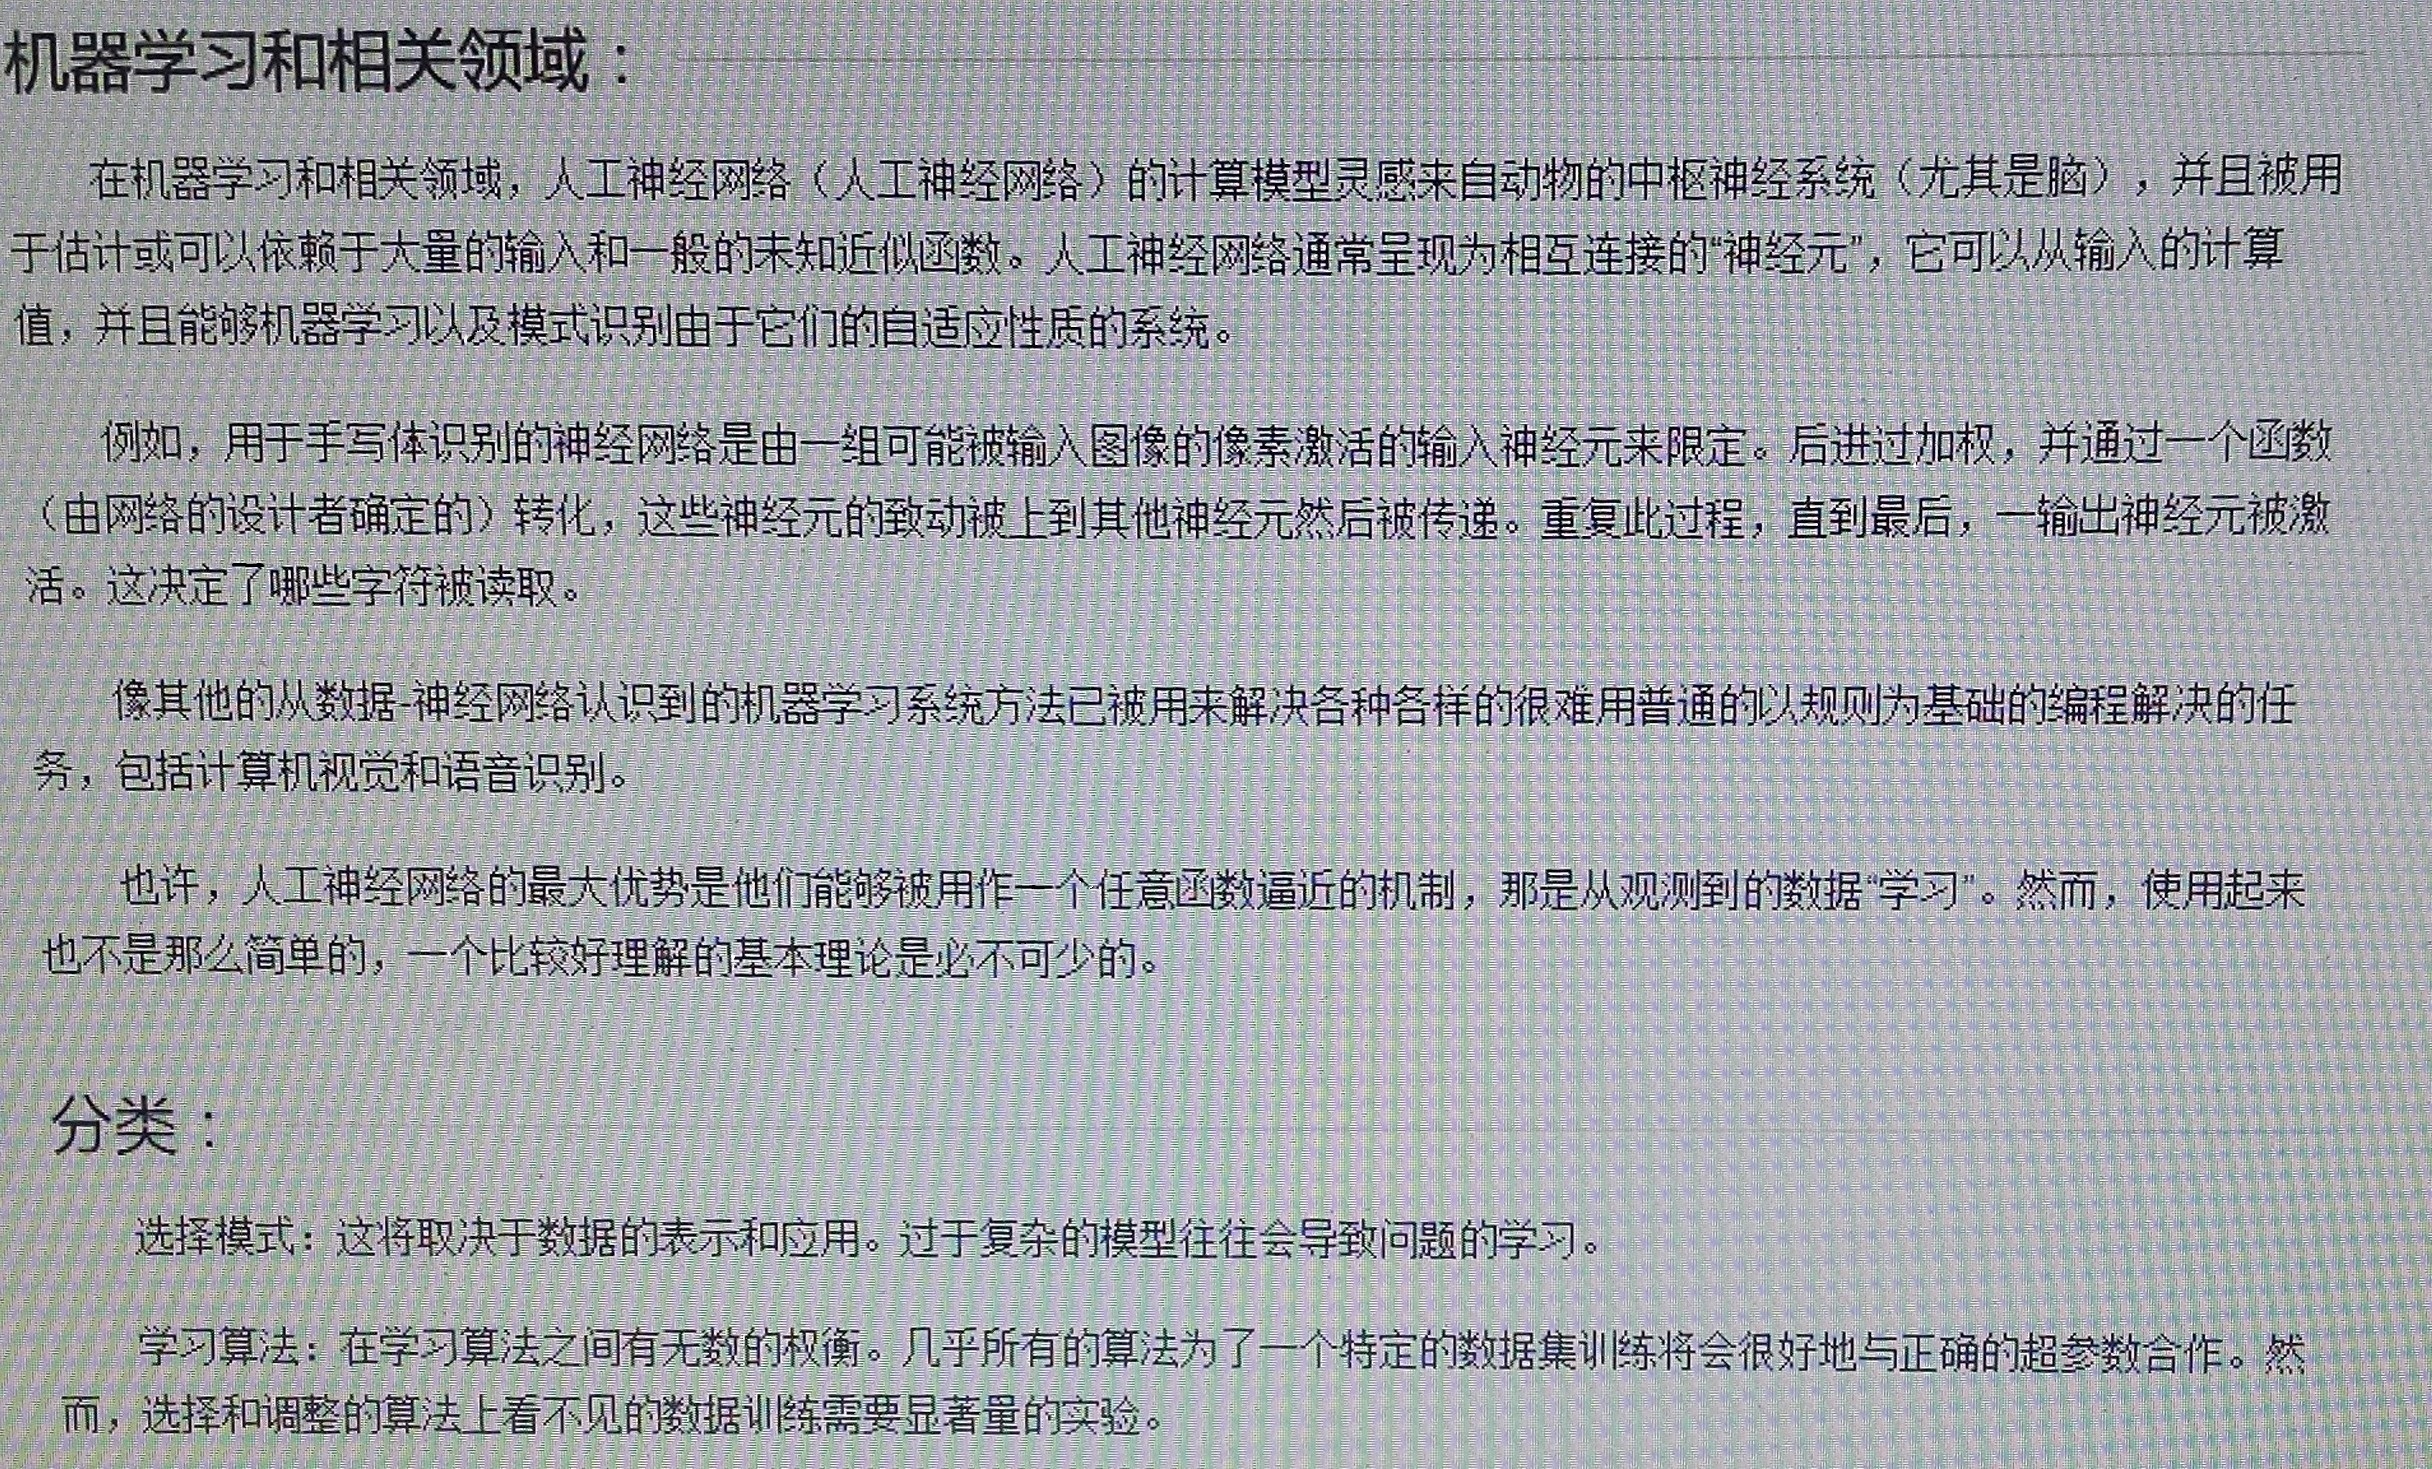 机器学习和相关领域：
在机器学习和相关领域，人工神经网络（人工神经网络）的计算模型灵感来自动物的中枢神经系统（尤其是脑），并且被用
于估计或可以依赖于大量的输入和一般的未知近似函数。人工神经网络通常呈现为相互连接的“神经元”，它可以从输入的计算
值，并且能够机器学习以及模式识别由于它们的自适应性质的系统。
例如，用于手写体识别的神经网络是由一组可能被输入图像的像素激活的输入神经元来限定。后进过加权，并通过一个函数
（由网络的设计者确定的）转化，这些神经元的致动被上到其他神经元然后被传递。重复此过程，直到最后，一输出神经元被激
活。这决定了哪些字符被读取。
像其他的从数据-神经网络认识到的机器学习系统方法已被用来解决各种各样的很难用普通的以规则为基础的编程解决的任
务，包括计算机视觉和语音识别。
也许，人工神经网络的最大优势是他们能够被用作一个任意函数逼近的机制，那是从观测到的数据“学习”。然而，使用起来
也不是那么简单的，一个比较好理解的基本理论是必不可少的。
分类：
选择模式：这将取决于数据的表示和应用。过于复杂的模型往往会导致问题的学习。
学习算法：在学习算法之间有无数的权衡。几乎所有的算法为了一个特定的数据集训练将会很好地与正确的超参数合作。然
而，选择和调整的算法上看不见的数据训练需要显著量的实验。